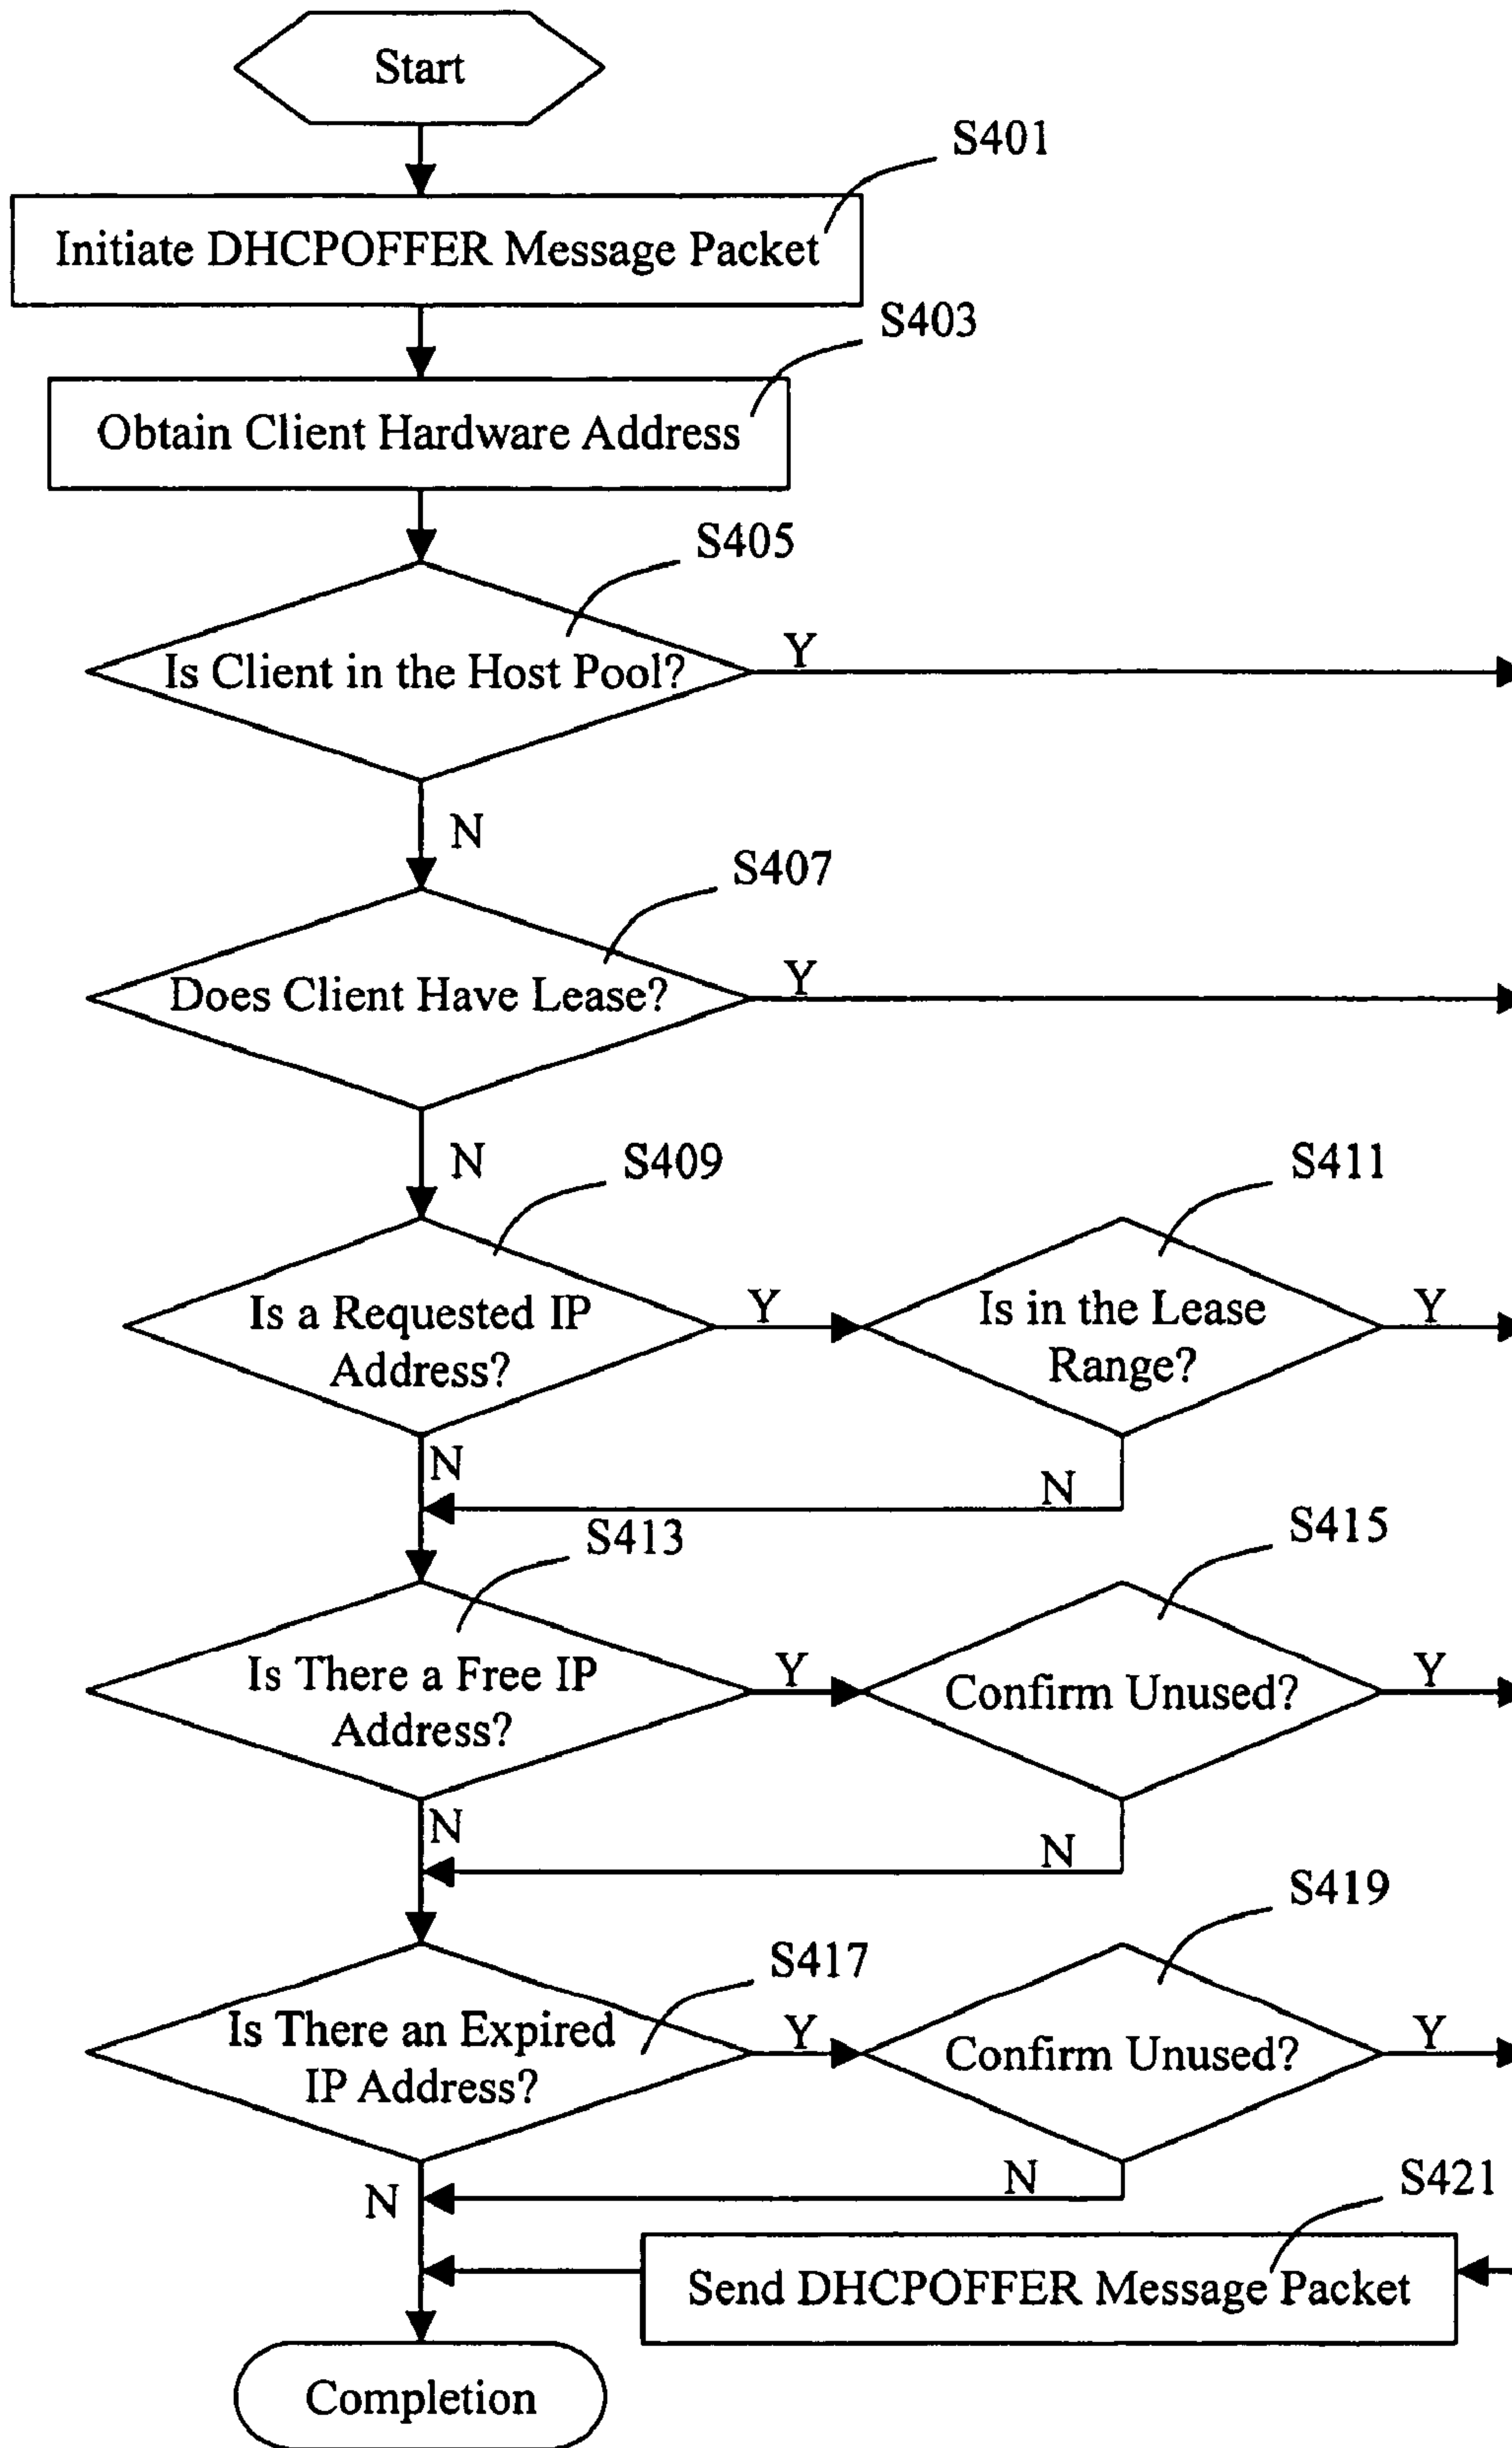 Start
S401
Initiate DHCPOFFER Message Packet
S403
Obtain Client Hardware Address
S405
Is Client in the Host Pool?
Y
N
S407
Does Client Have Lease?
Y
N
S409
S411
Is a Requested IP
Address?
Y
Is in the Lease
Range?
Y
N
N
S413
S415
Is There a Free IP
Address?
Y
Confirm Unused?
Y
N
N
S419
S417
Is There an Expired
IP Address?
Y
Confirm Unused?
Y
N
N
S421
Send DHCPOFFER Message Packet
Completion